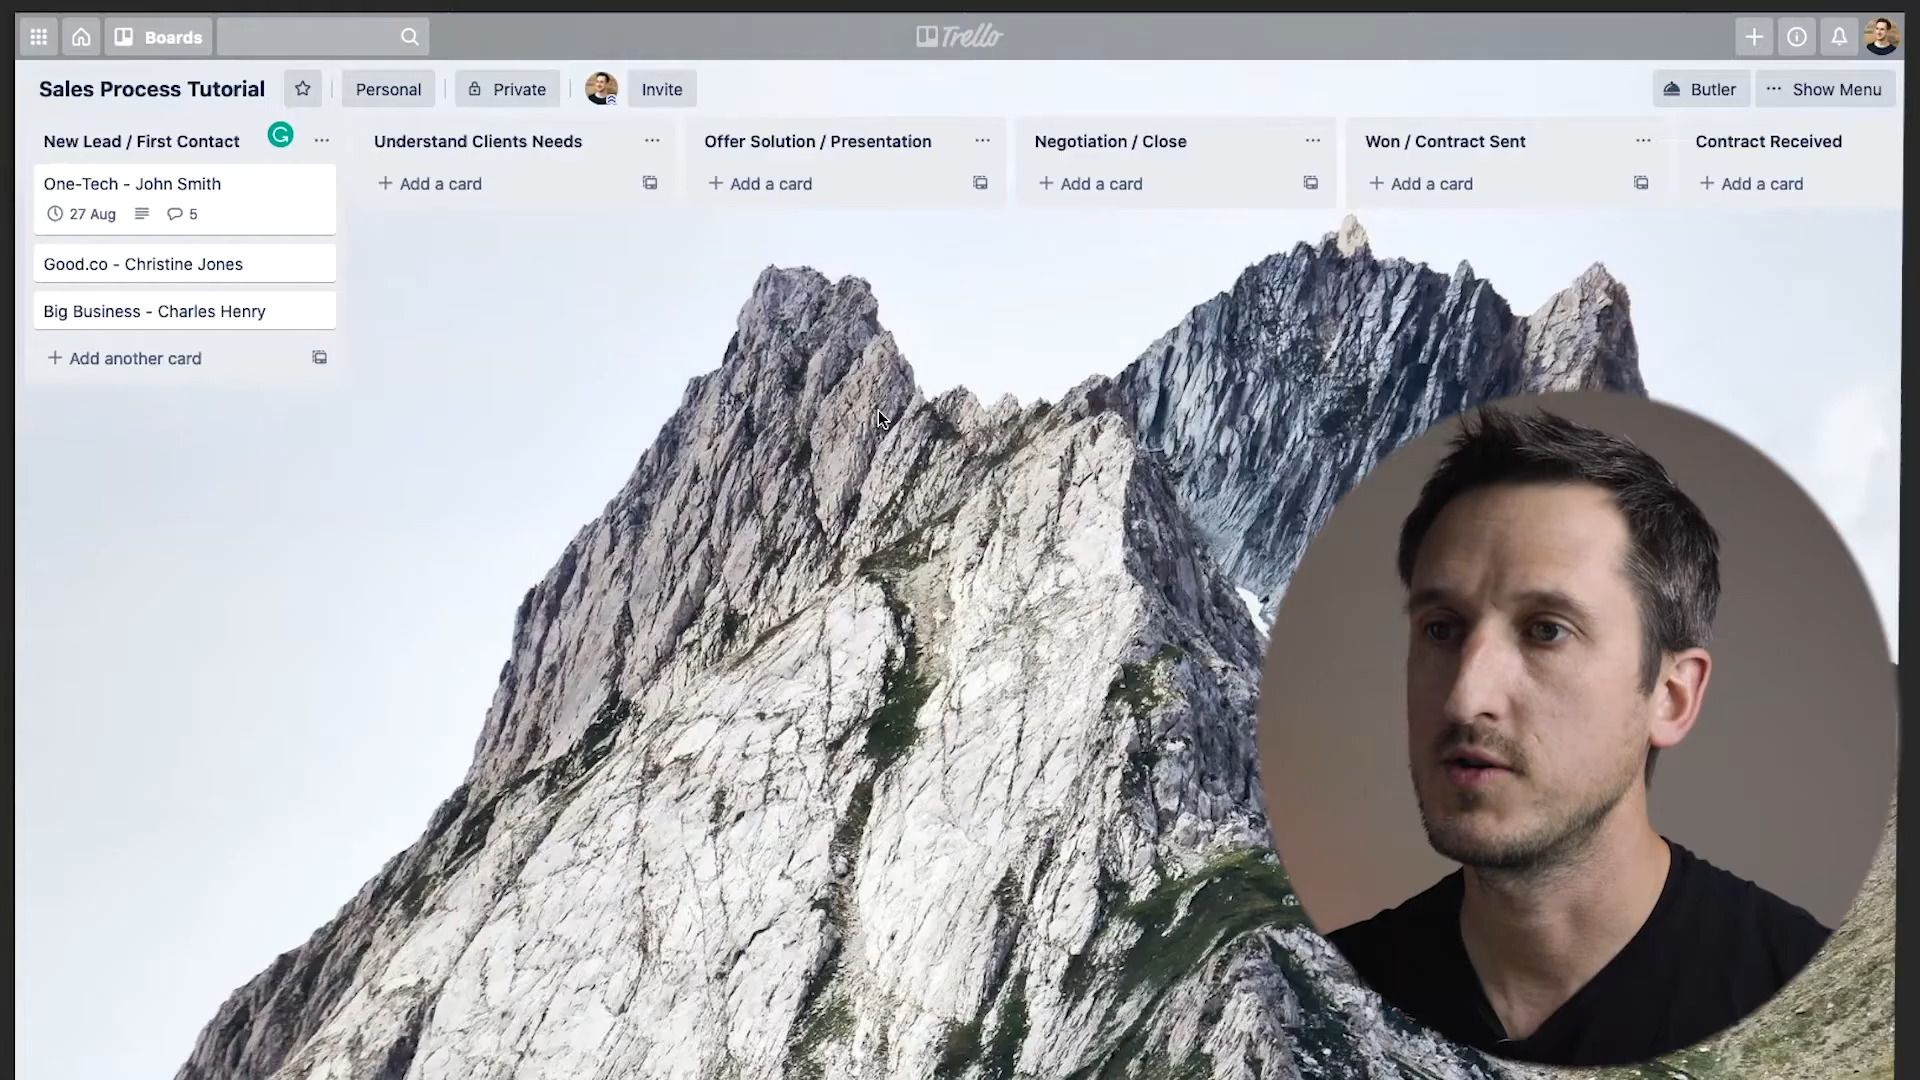 Boards
Trello
Sales Process Tutorial
Personal
Private
Invite
Butler
Show Menu
New Lead / First Contact
One-Tech - John Smith
27 Aug
5
Good.co - Christine Jones
Big Business - Charles Henry
Add another card
Understand Clients Needs
Add a card
Offer Solution / Presentation
Add a card
Negotiation / Close
Add a card
Won / Contract Sent
Add a card
Contract Received
Add a card